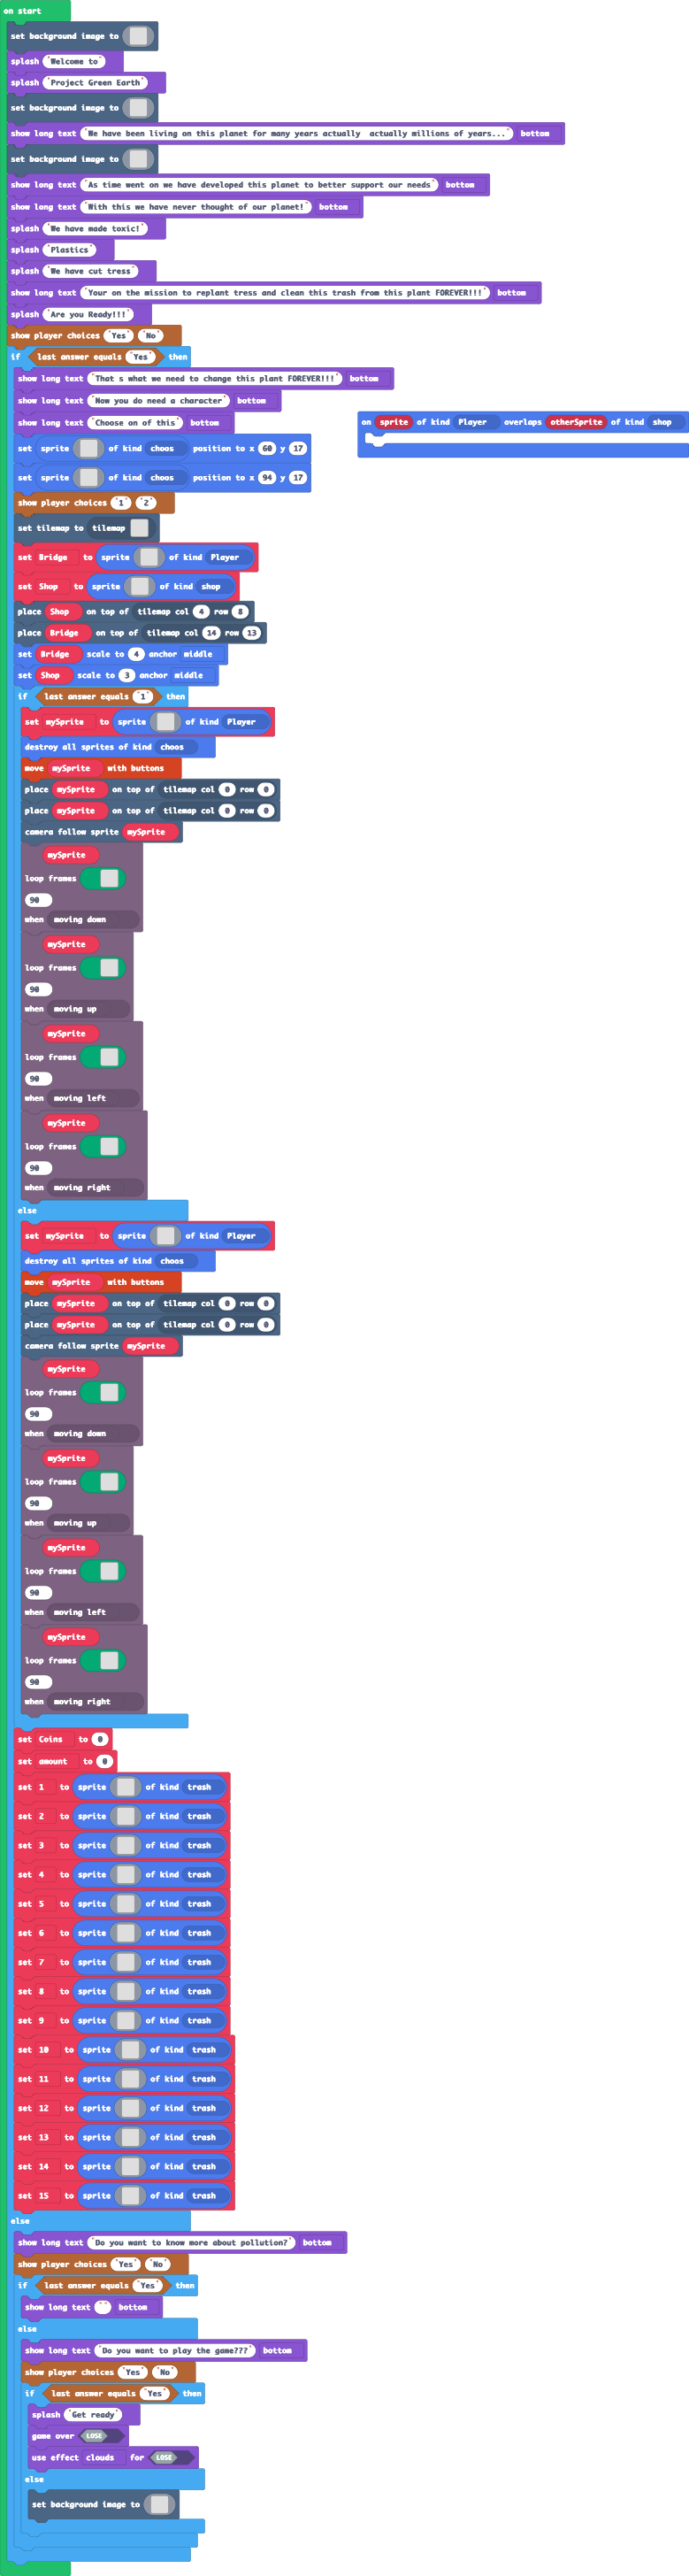 on start
set background image to
splash "Welcome to"
splash "Project Green Earth"
set background image to
show long text "We have been living on this planet for many years actually  actually millions of years..." bottom
set background image to
show long text "As time went on we have developed this planet to better support our needs" bottom
show long text "With this we have never thought of our planet!" bottom
splash "We have made toxic!"
splash "Plastics"
splash "We have cut tress"
show long text "Your on the mission to replant tress and clean this trash from this plant FOREVER!!!" bottom
splash "Are you Ready!!!"
show player choices "Yes" "No"
if last answer equals "Yes" then
show long text "That s what we need to change this plant FOREVER!!!" bottom
show long text "Now you do need a character" bottom
show long text "Choose on of this" bottom
on sprite of kind Player overlaps otherSprite of kind shop
set sprite of kind choos position to x 60 y 17
set sprite of kind choos position to x 94 y 17
show player choices "1" "2"
set tilemap to tilemap
set Bridge to sprite of kind Player
set Shop to sprite of kind shop
place Shop on top of tilemap col 4 row 8
place Bridge on top of tilemap col 14 row 13
set Bridge scale to 4 anchor middle
set Shop scale to 3 anchor middle
if last answer equals "1" then
set mySprite to sprite of kind Player
destroy all sprites of kind choos
move mySprite with buttons
place mySprite on top of tilemap col 0 row 0
place mySprite on top of tilemap col 0 row 0
camera follow sprite mySprite
mySprite
loop frames
90
when moving down
mySprite
loop frames
90
when moving up
mySprite
loop frames
90
when moving left
mySprite
loop frames
90
when moving right
else
set mySprite to sprite of kind Player
destroy all sprites of kind choos
move mySprite with buttons
place mySprite on top of tilemap col 0 row 0
place mySprite on top of tilemap col 0 row 0
camera follow sprite mySprite
mySprite
loop frames
90
when moving down
mySprite
loop frames
90
when moving up
mySprite
loop frames
90
when moving left
mySprite
loop frames
90
when moving right
set Coins to 0
set amount to 0
set 1 to sprite of kind trash
set 2 to sprite of kind trash
set 3 to sprite of kind trash
set 4 to sprite of kind trash
set 5 to sprite of kind trash
set 6 to sprite of kind trash
set 7 to sprite of kind trash
set 8 to sprite of kind trash
set 9 to sprite of kind trash
set 10 to sprite of kind trash
set 11 to sprite of kind trash
set 12 to sprite of kind trash
set 13 to sprite of kind trash
set 14 to sprite of kind trash
set 15 to sprite of kind trash
else
show long text "Do you want to know more about pollution?" bottom
show player choices "Yes" "No"
if last answer equals "Yes" then
show long text "" bottom
else
show long text "Do you want to play the game???" bottom
show player choices "Yes" "No"
if last answer equals "Yes" then
splash "Get ready"
game over LOSE
use effect clouds for LOSE
else
set background image to